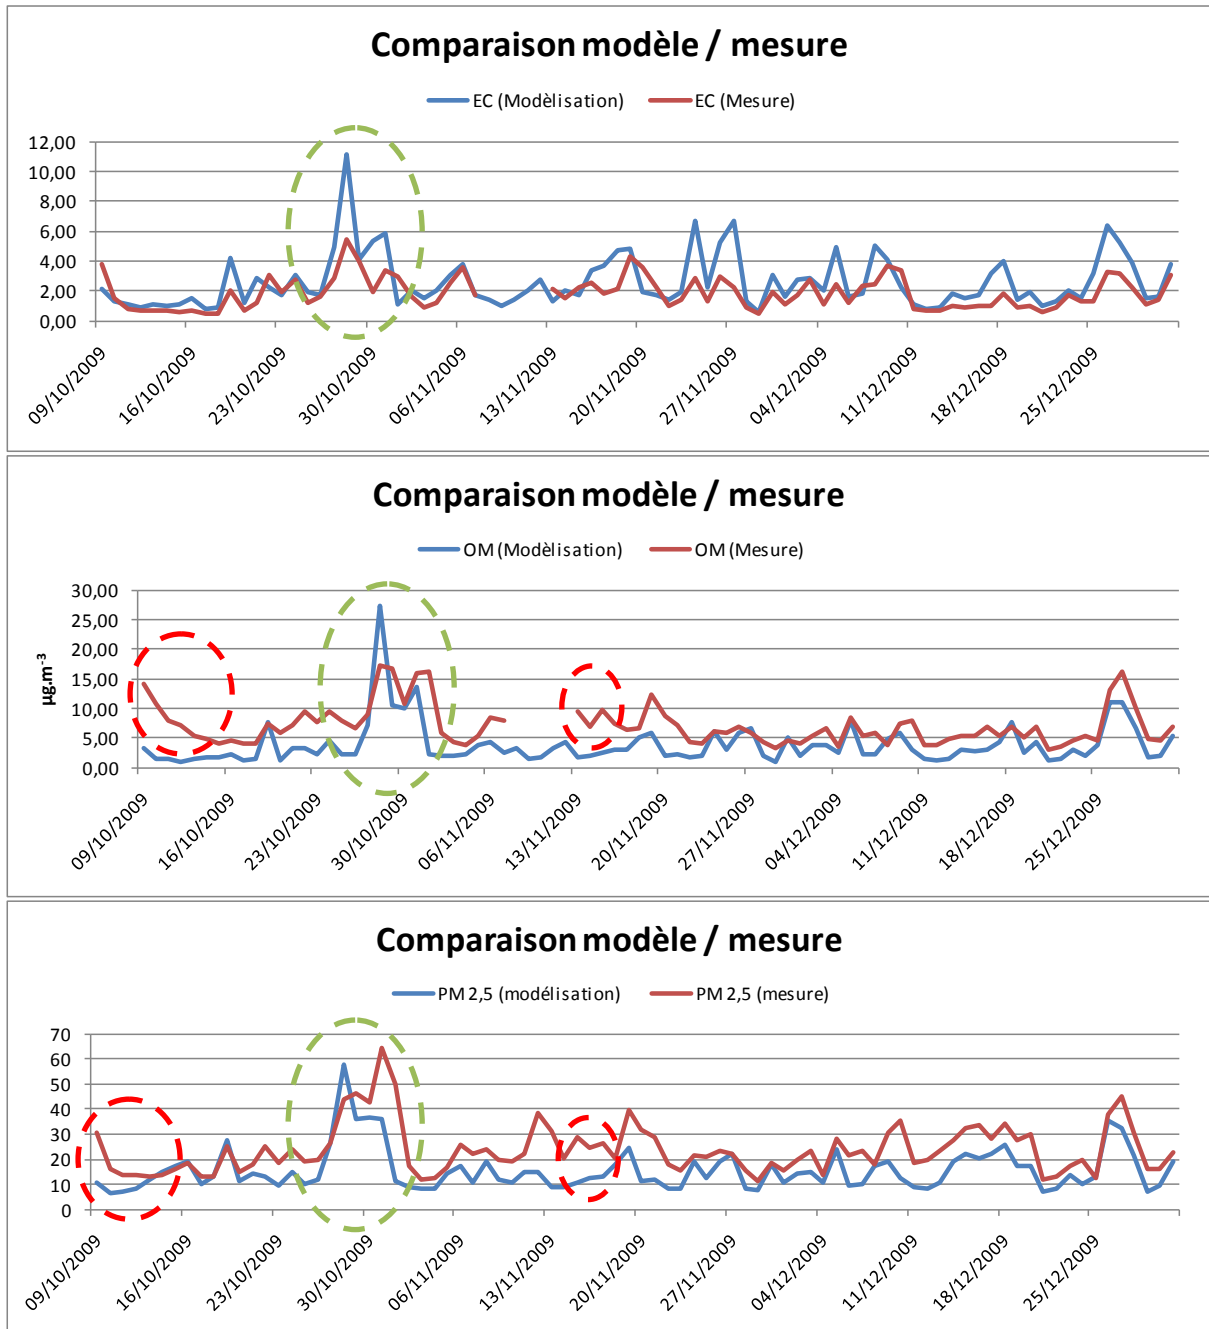 Comparaison modèle / mesure
EC (Modèlisation) EC (Mesure)
12,00
10,00
8,00
6,00
4,00
2,00
0,00
09/10/2009 16/10/2009 23/10/2009 30/10/2009 06/11/2009 13/11/2009 20/11/2009 27/11/2009 04/12/2009 11/12/2009 18/12/2009 25/12/2009
Comparaison modèle / mesure
OM (Modèlisation) OM (Mesure)
µg.m⁻³
30,00
25,00
20,00
15,00
10,00
5,00
0,00
09/10/2009 16/10/2009 23/10/2009 30/10/2009 06/11/2009 13/11/2009 20/11/2009 27/11/2009 04/12/2009 11/12/2009 18/12/2009 25/12/2009
Comparaison modèle / mesure
PM 2,5 (modélisation) PM 2,5 (mesure)
70
60
50
40
30
20
10
0
09/10/2009 16/10/2009 23/10/2009 30/10/2009 06/11/2009 13/11/2009 20/11/2009 27/11/2009 04/12/2009 11/12/2009 18/12/2009 25/12/2009